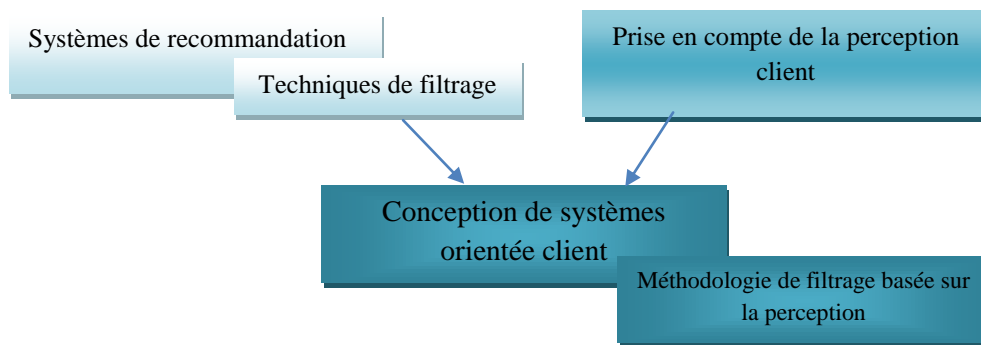 Systèmes de recommandation
Techniques de filtrage
Prise en compte de la perception
client
Conception de systèmes
orientée client
Méthodologie de filtrage basée sur
la perception